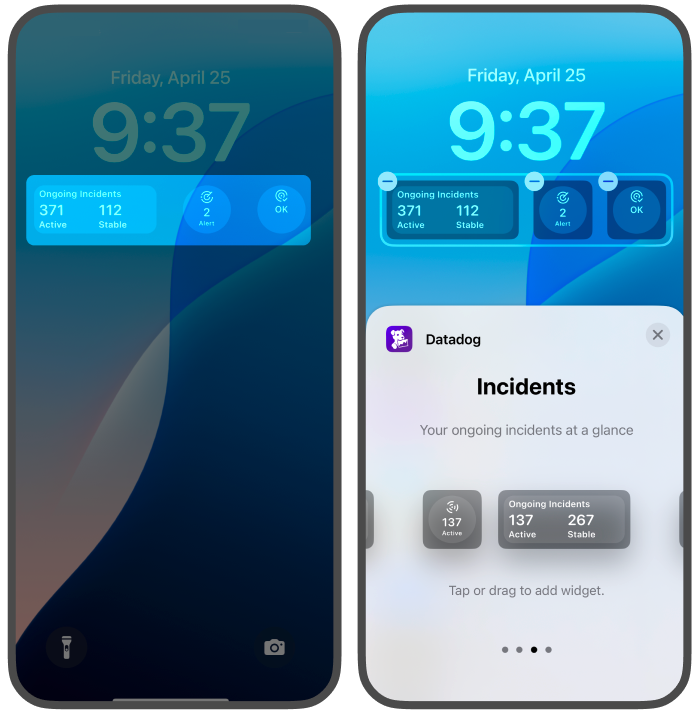 Friday, April 25
9:37
Ongoing Incidents
371 112
Active Stable
2
Alert
OK
Friday, April 25
9:37
Ongoing Incidents
371 112
Active Stable
2
Alert
OK
Datadog
Incidents
Your ongoing incidents at a glance
137
Active
Ongoing Incidents
137 267
Active Stable
Tap or drag to add widget.